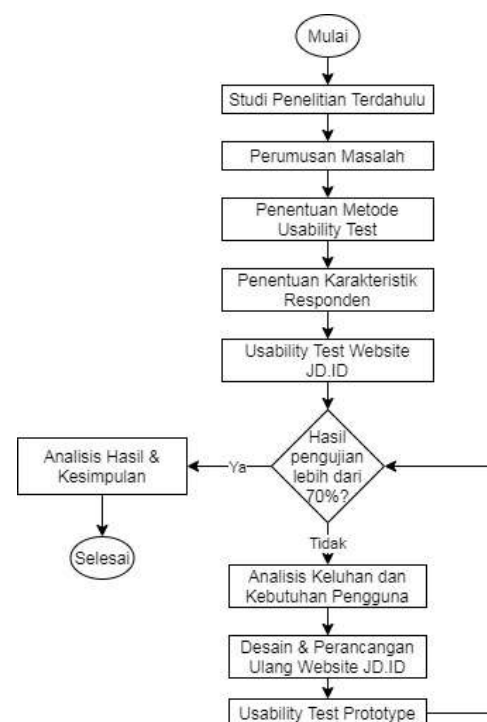 Mulai
Studi Penelitian Terdahulu
Perumusan Masalah
Penentuan Metode
Usability Test
Penentuan Karakteristik
Responden
Usability Test Website
JD.ID
Hasil
pengujian
lebih dari
70%?
Ya
Analisis Hasil &
Kesimpulan
Selesai
Tidak
Analisis Keluhan dan
Kebutuhan Pengguna
Desain & Perancangan
Ulang Website JD.ID
Usability Test Prototype